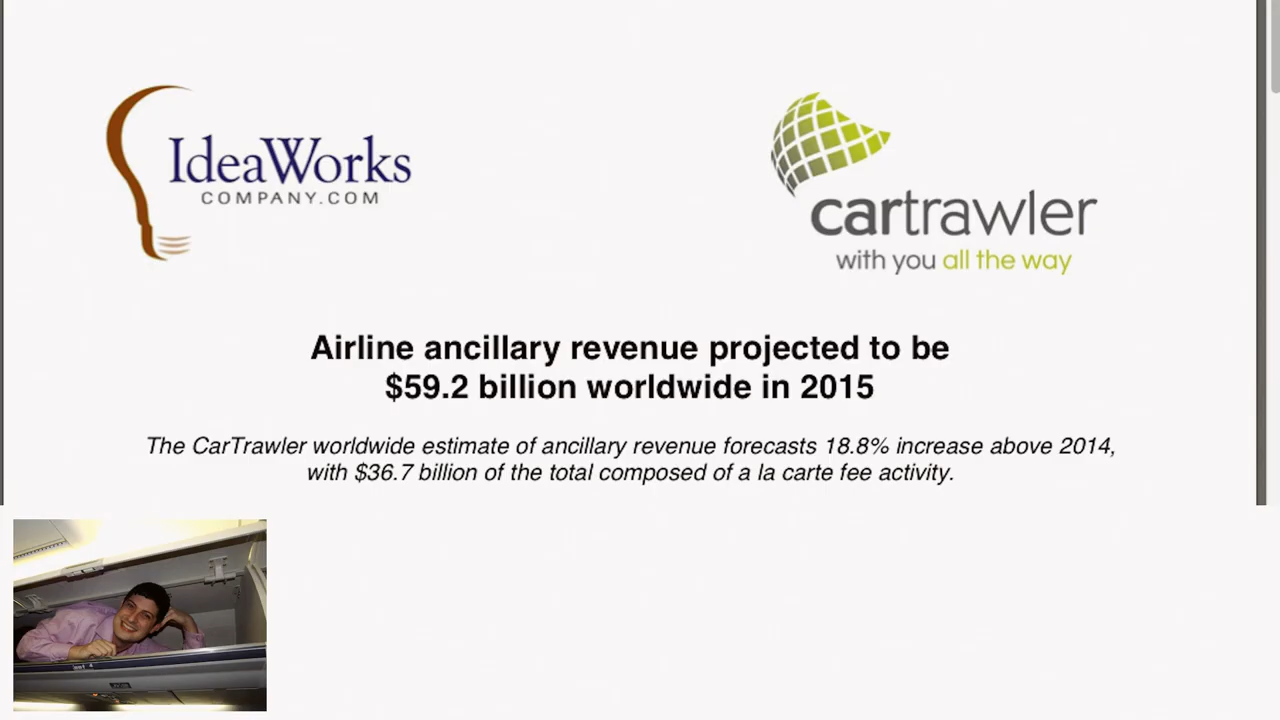 IdeaWorks
COMPANY.COM
cartrawler
with you all the way
Airline ancillary revenue projected to be
$59.2 billion worldwide in 2015
The CarTrawler worldwide estimate of ancillary revenue forecasts 18.8% increase above 2014,
with $36.7 billion of the total composed of a la carte fee activity.